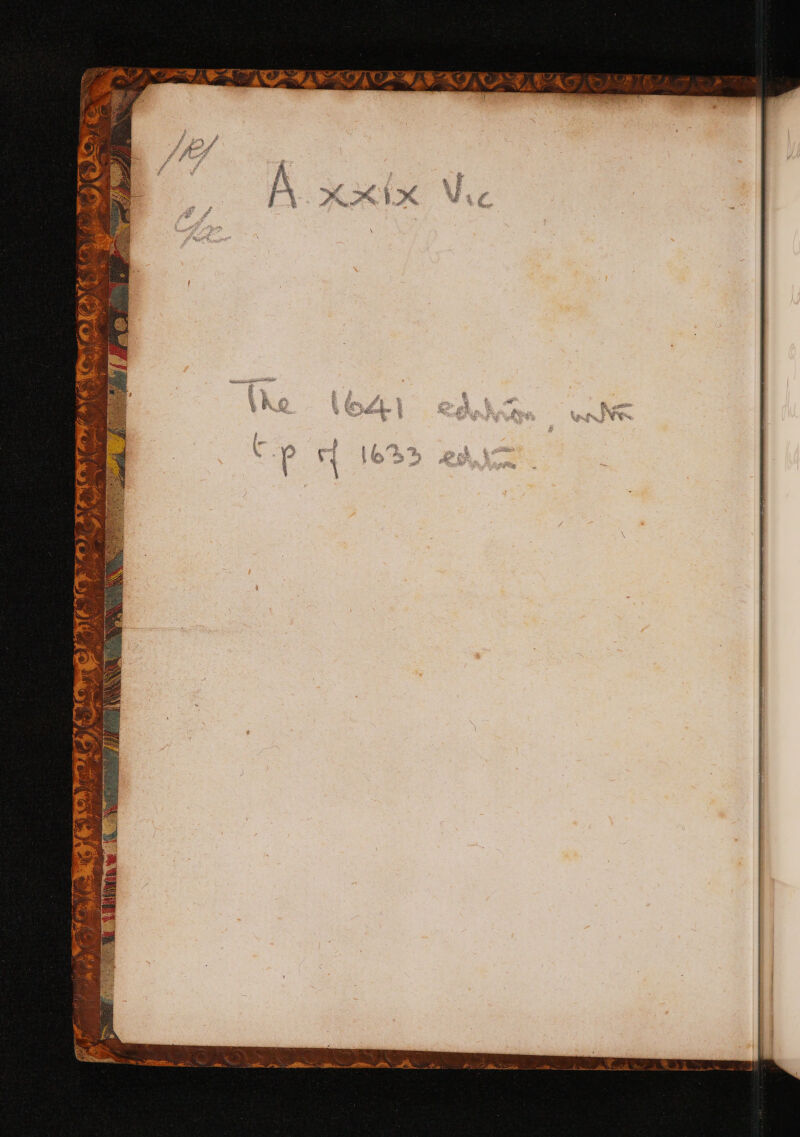 /R/
A xxix Vic
C/x
/b
The 1641 edition, with
t.p of 1633 edition.